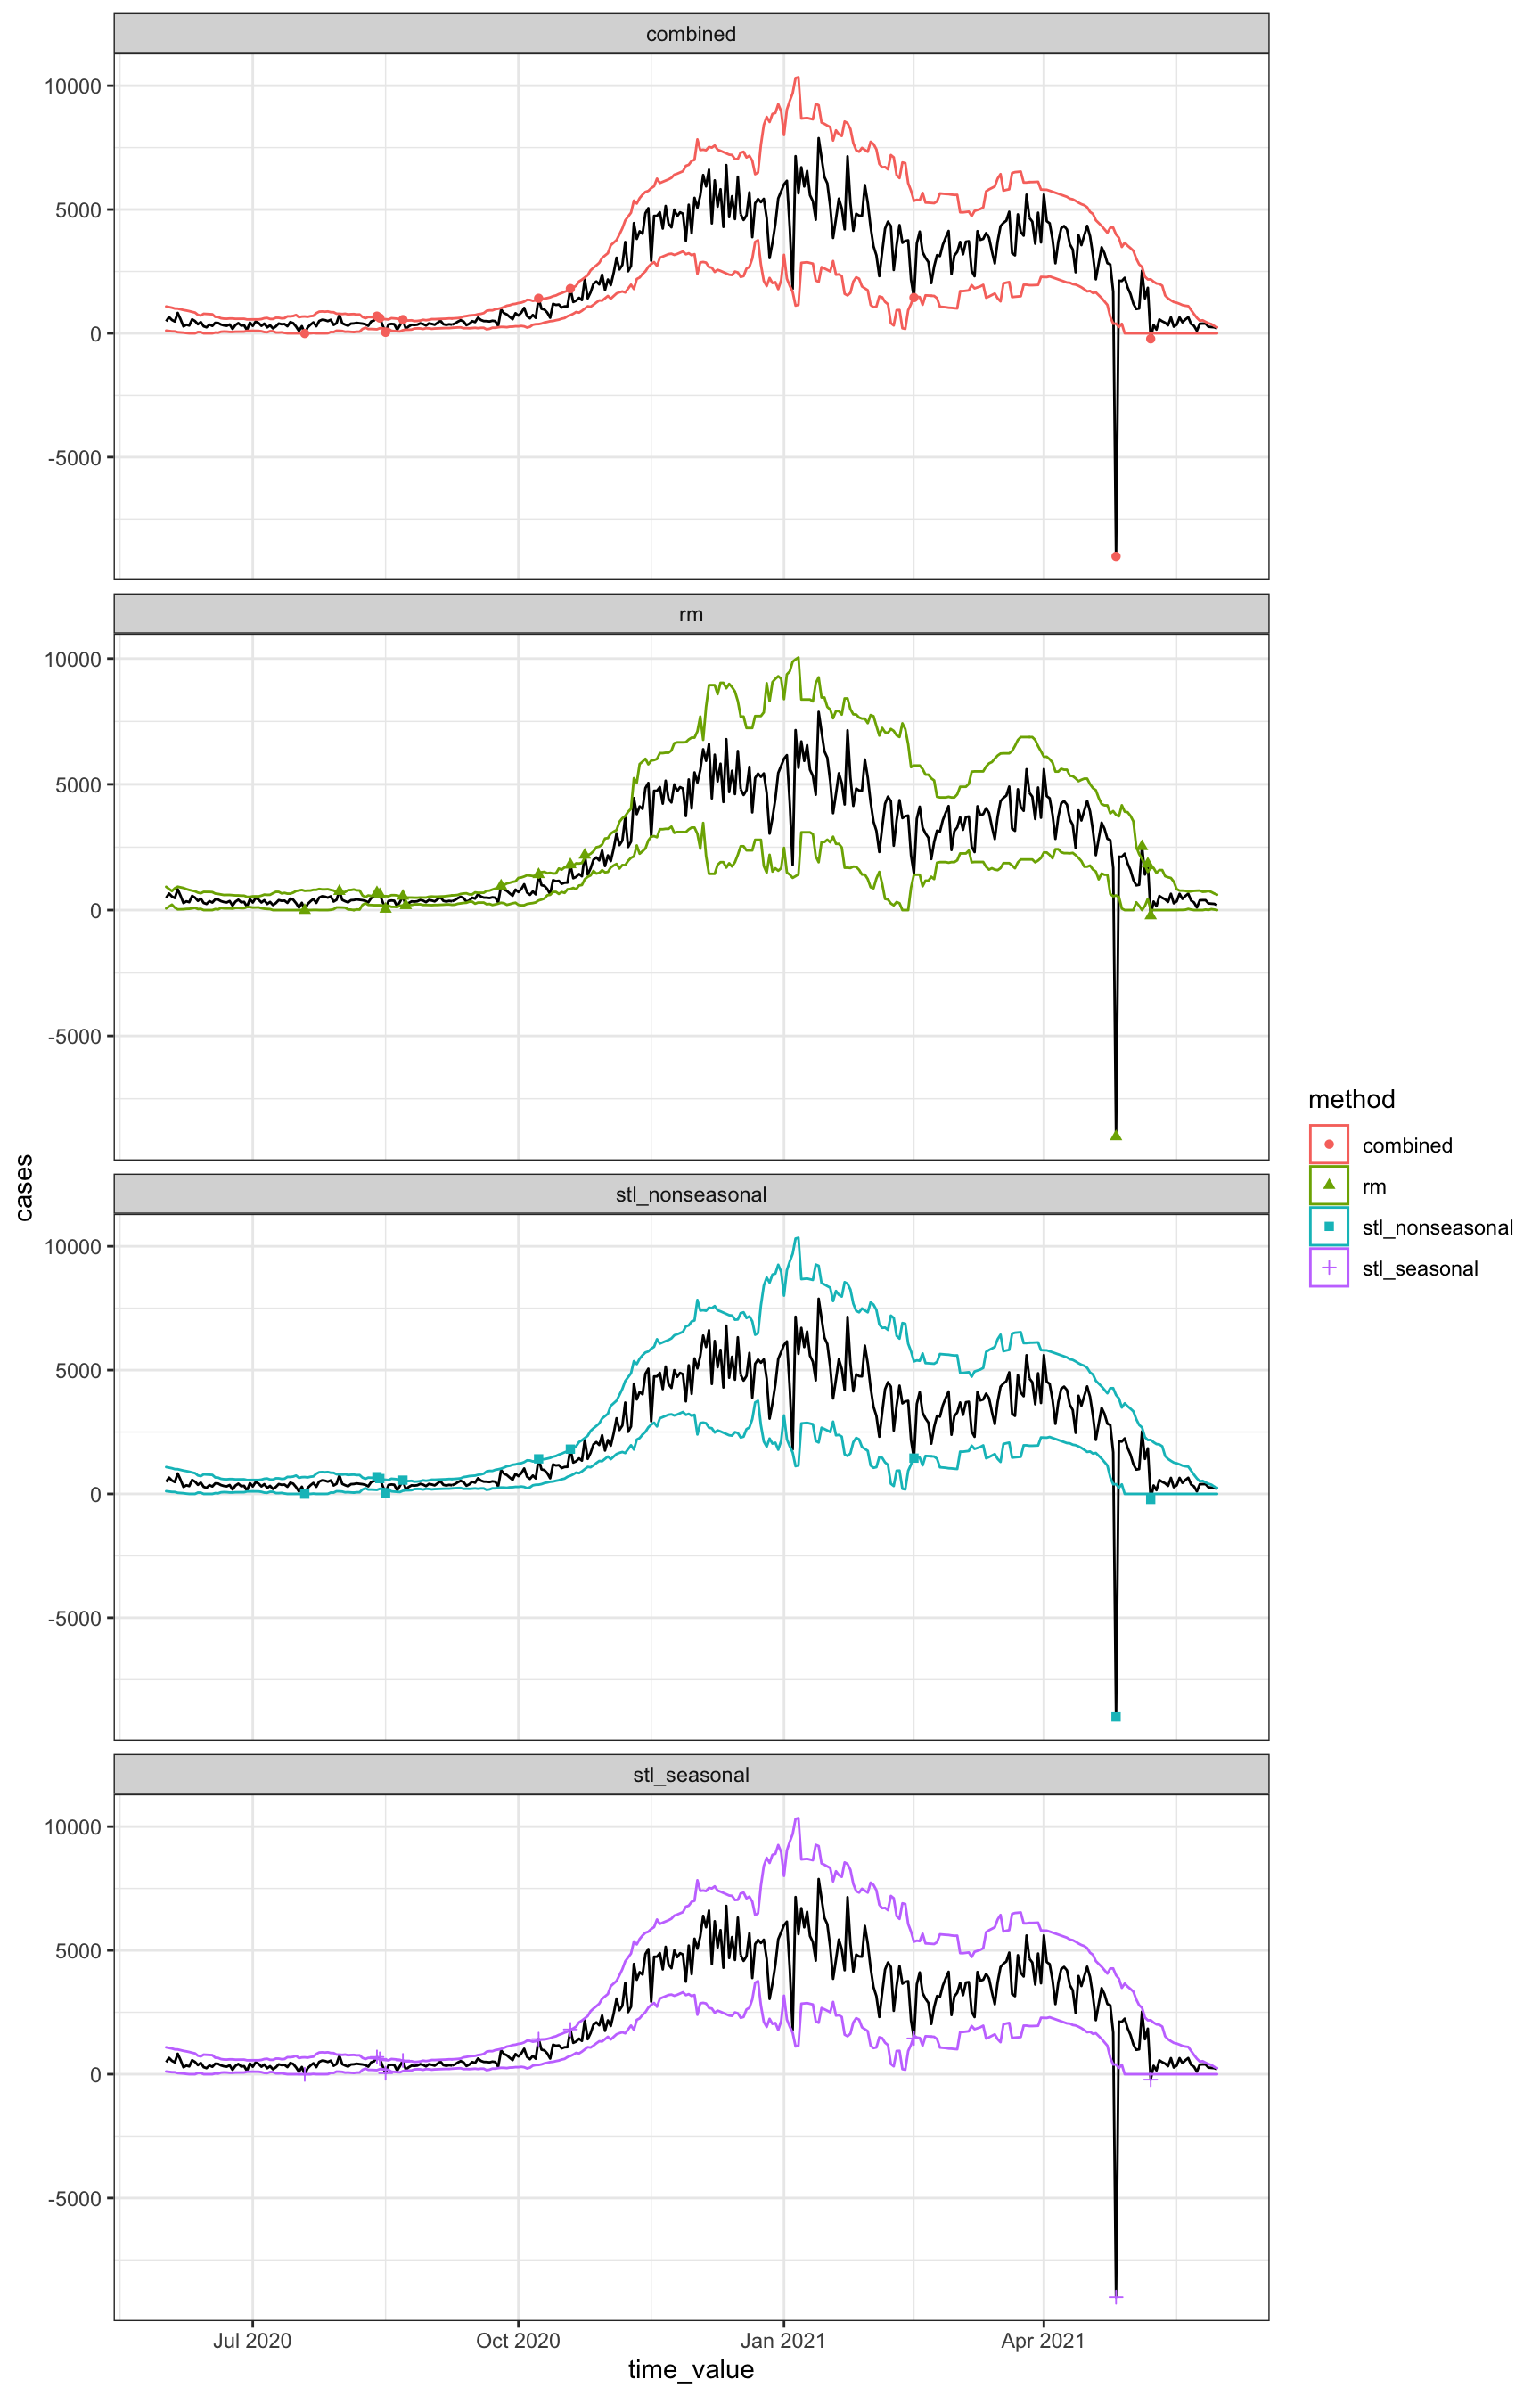 combined
10000
5000
0
-5000
rm
10000
5000
0
-5000
stl_nonseasonal
10000
5000
0
-5000
stl_seasonal
10000
5000
0
-5000
Jul 2020
Oct 2020
Jan 2021
Apr 2021
time_value
cases
method
combined
rm
stl_nonseasonal
stl_seasonal